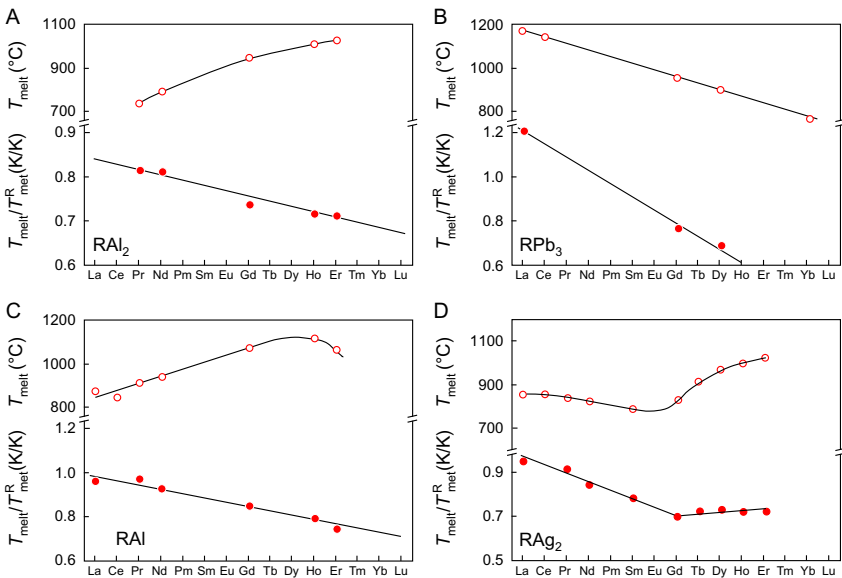 A
T_melt (°C)
1100
900
700
T_melt/T^R_met (K/K)
0.9
0.8
0.7
0.6
RAl₂
La Ce Pr Nd Pm Sm Eu Gd Tb Dy Ho Er Tm Yb Lu
B
T_melt (°C)
1200
1000
800
T_melt/T^R_met (K/K)
1.2
1.0
0.8
0.6
RPb₃
La Ce Pr Nd Pm Sm Eu Gd Tb Dy Ho Er Tm Yb Lu
C
T_melt (°C)
1200
1000
800
T_melt/T^R_met (K/K)
1.2
1.0
0.8
0.6
RAl
La Ce Pr Nd Pm Sm Eu Gd Tb Dy Ho Er Tm Yb Lu
D
T_melt (°C)
1100
900
700
T_melt/T^R_met (K/K)
0.9
0.7
0.5
RAg₂
La Ce Pr Nd Pm Sm Eu Gd Tb Dy Ho Er Tm Yb Lu